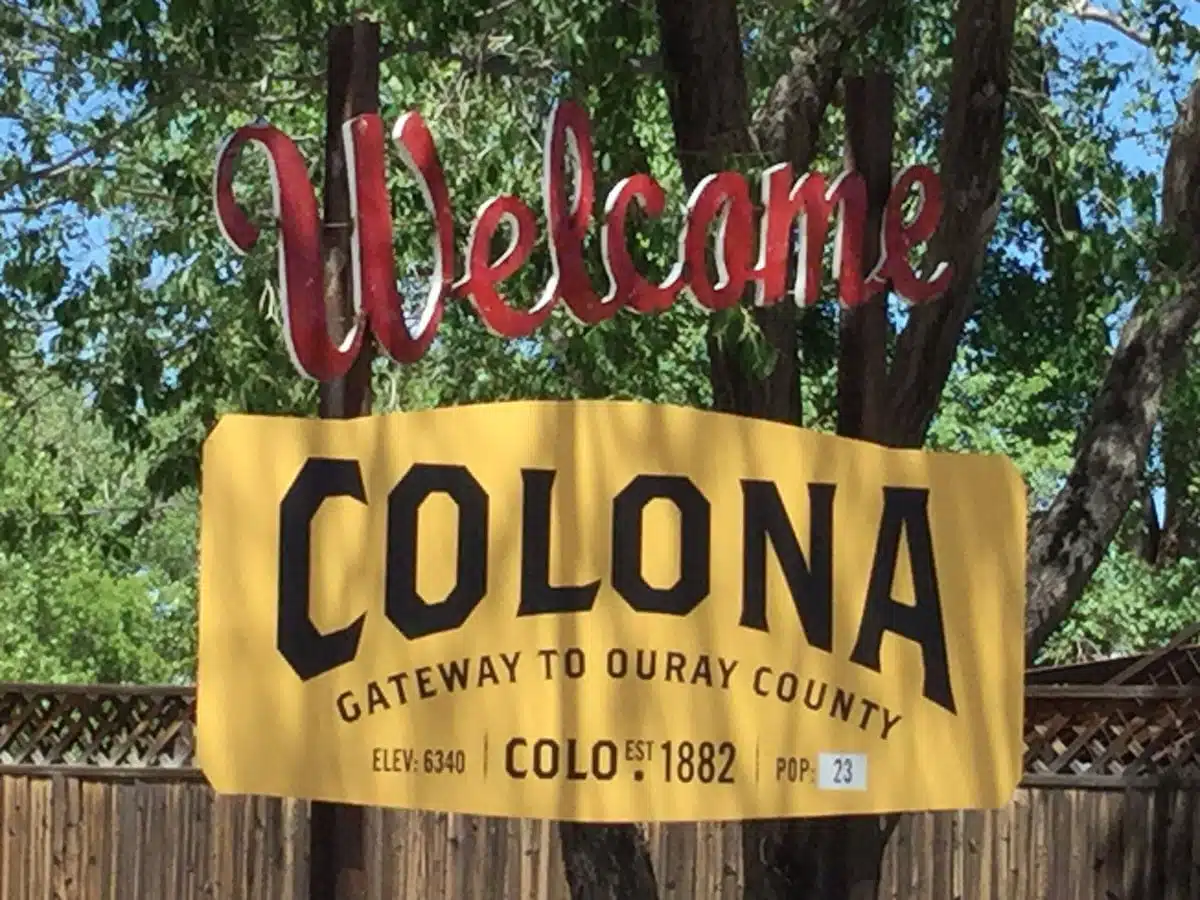 Welcome
COLONA
GATEWAY TO OURAY COUNTY
ELEV: 6340 | COLO. EST 1882 | POP: 23